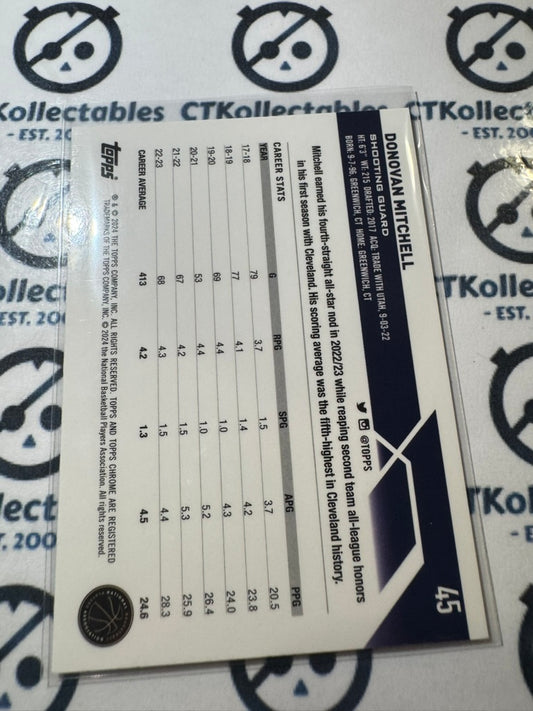 CTKollectables
- EST. 200
45
DONOVAN MITCHELL
SHOOTING GUARD
HT: 6'3" WT: 215 DRAFTED: 2017 ACQ: TRADE WITH UTAH, 9-03-22
BORN: 9-7-96, GREENWICH, CT HOME: GREENWICH, CT
@TOPPS
Mitchell earned his fourth-straight all-star nod in 2022/23 while reaping second team all-league honors
in his first season with Cleveland. His scoring average was the fifth-highest in Cleveland history.
CAREER STATS
YEAR G RPG SPG APG PPG
17-18 79 3.7 1.5 3.7 20.5
18-19 77 4.1 1.4 4.2 23.8
19-20 69 4.4 1.0 4.3 24.0
20-21 53 4.4 1.0 5.2 26.4
21-22 67 4.2 1.5 5.3 25.9
22-23 68 4.3 1.5 4.4 28.3
CAREER AVERAGE 413 4.2 1.3 4.5 24.6
topps
® & © 2024 THE TOPPS COMPANY, INC. ALL RIGHTS RESERVED. TOPPS AND TOPPS CHROME ARE REGISTERED
TRADEMARKS OF THE TOPPS COMPANY, INC. © 2024 the National Basketball Players Association. All rights reserved.